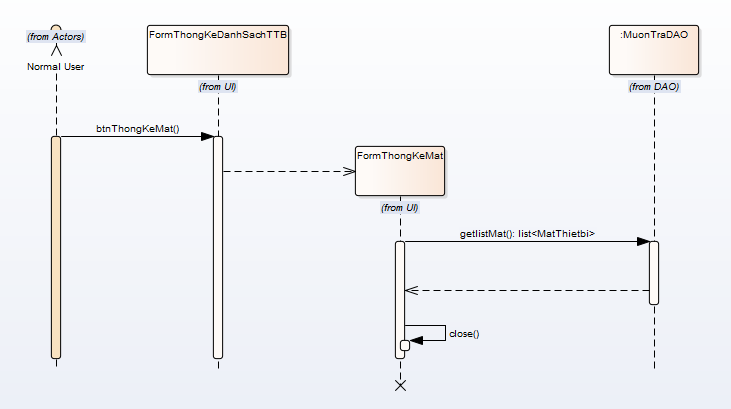 (from Actors)
Normal User
FormThongKeDanhSachTTB
(from UI)
:MuonTraDAO
(from DAO)
btnThongKeMat()
FormThongKeMat
(from UI)
getlistMat(): list<MatThietbi>
close()